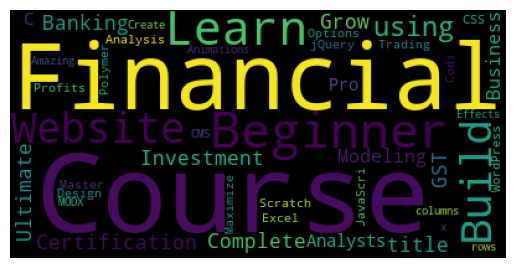 C
Banking
Create
Learn
Grow
using
CSS
Business
Analysis
Animations
Options
jQuery
Trading
Amazing
Polymer
Financial
Codi
Profits
Pro
Effects
Website
CMS
Beginner
WordPress
Build
Ultimate
Investment
Modeling
GST
Course
Master
Design
MODX
Maximize
Scratch
Excel
JavaScri
columns
x
Certification
Complete
Analysts
title
rows